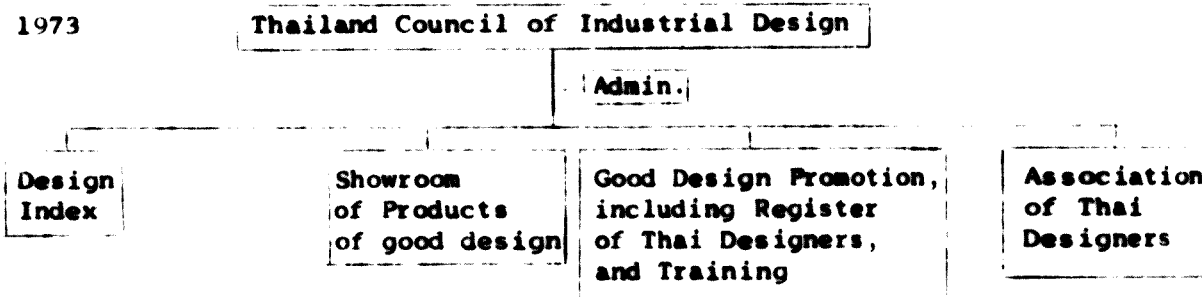 1973
Thailand Council of Industrial Design
Admin.
Design
Index
Showroom
of Products
of good design
Good Design Promotion,
including Register
of Thai Designers,
and Training
Association
of Thai
Designers